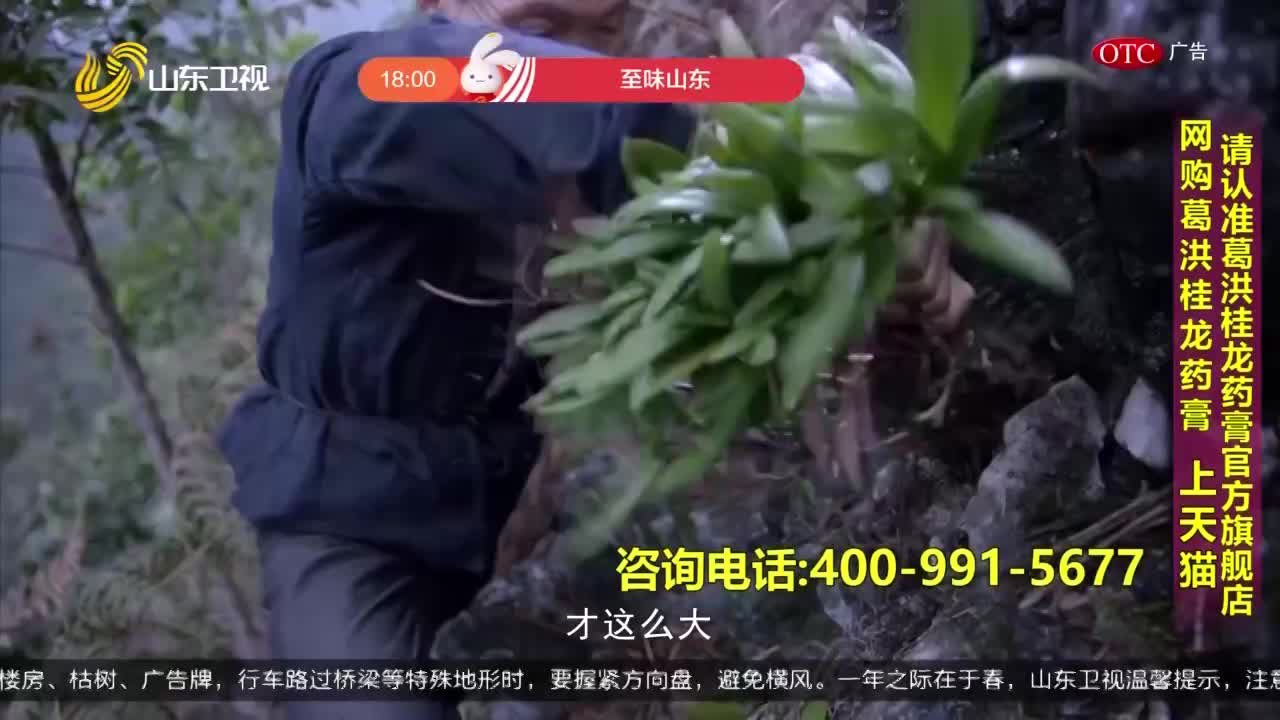 山东卫视
18:00
至味山东
OTC 广告
请认准葛洪桂龙药膏官方旗舰店
网购葛洪桂龙药膏 上天猫
咨询电话:400-991-5677
才这么大
楼房、枯树、广告牌，行车路过桥梁等特殊地形时，要握紧方向盘，避免横风。一年之际在于春，山东卫视温馨提示，注意